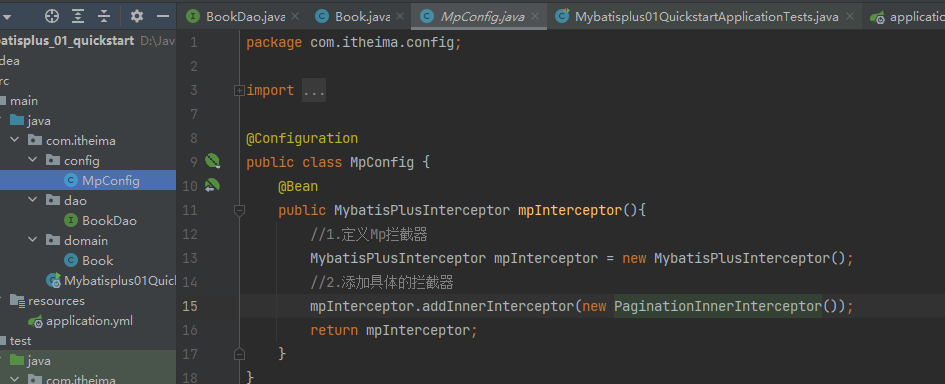 BookDao.java
Book.java
MpConfig.java
Mybatisplus01QuickstartApplicationTests.java
batisplus_01_quickstart D:\Jav
dea
rc
main
java
com.itheima
config
MpConfig
dao
BookDao
domain
Book
Mybatisplus01Quic
resources
application.yml
test
java
com.itheima
1 package com.itheima.config;
2
3 import ...
7
8 @Configuration
9 public class MpConfig {
10 @Bean
11 public MybatisPlusInterceptor mpInterceptor(){
12 //1.定义Mp拦截器
13 MybatisPlusInterceptor mpInterceptor = new MybatisPlusInterceptor();
14 //2.添加具体的拦截器
15 mpInterceptor.addInnerInterceptor(new PaginationInnerInterceptor());
16 return mpInterceptor;
17 }
18 }